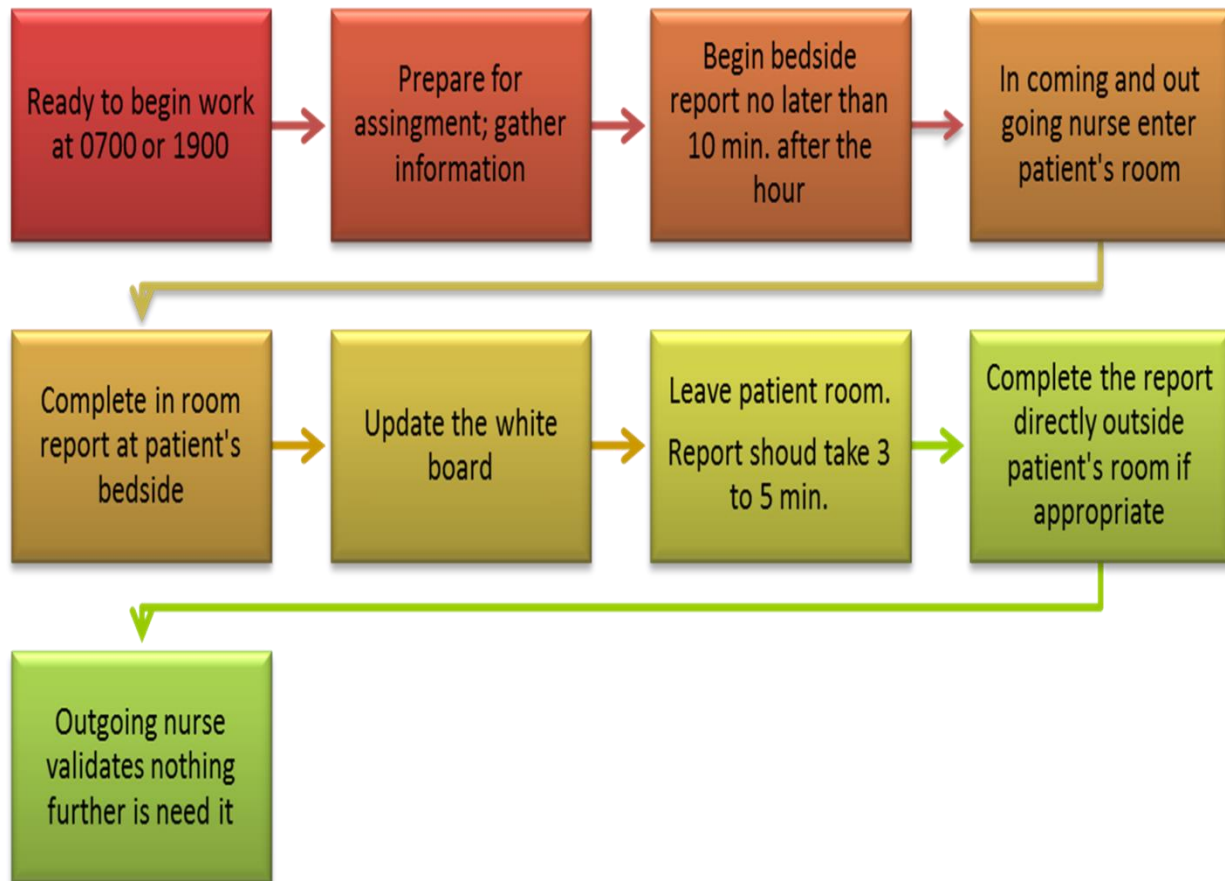 Ready to begin work
at 0700 or 1900
Prepare for
assingment; gather
information
Begin bedside
report no later than
10 min. after the
hour
In coming and out
going nurse enter
patient's room
Complete in room
report at patient's
bedside
Update the white
board
Leave patient room.
Report shoud take 3
to 5 min.
Complete the report
directly outside
patient's room if
appropriate
Outgoing nurse
validates nothing
further is need it